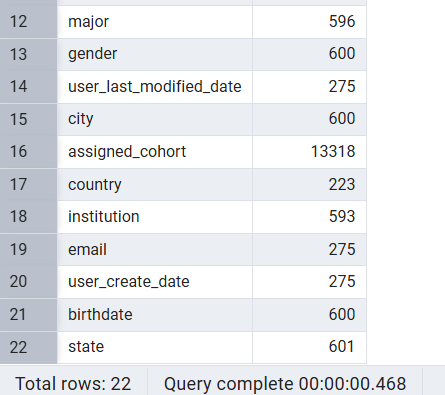 12 major 596
13 gender 600
14 user_last_modified_date 275
15 city 600
16 assigned_cohort 13318
17 country 223
18 institution 593
19 email 275
20 user_create_date 275
21 birthdate 600
22 state 601
Total rows: 22 Query complete 00:00:00.468